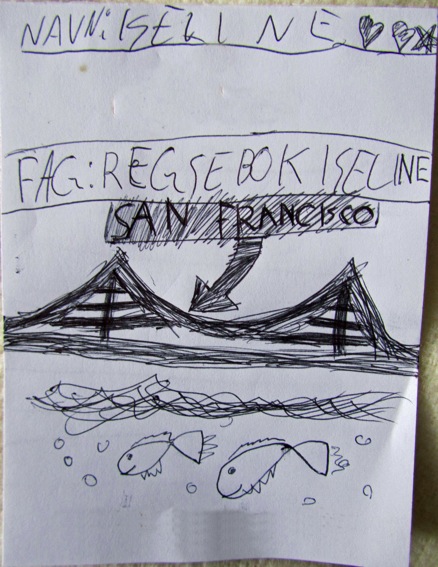 NAVN: ISELINE
FAG: REGSEBOK ISELINE
SAN FRANCISCO